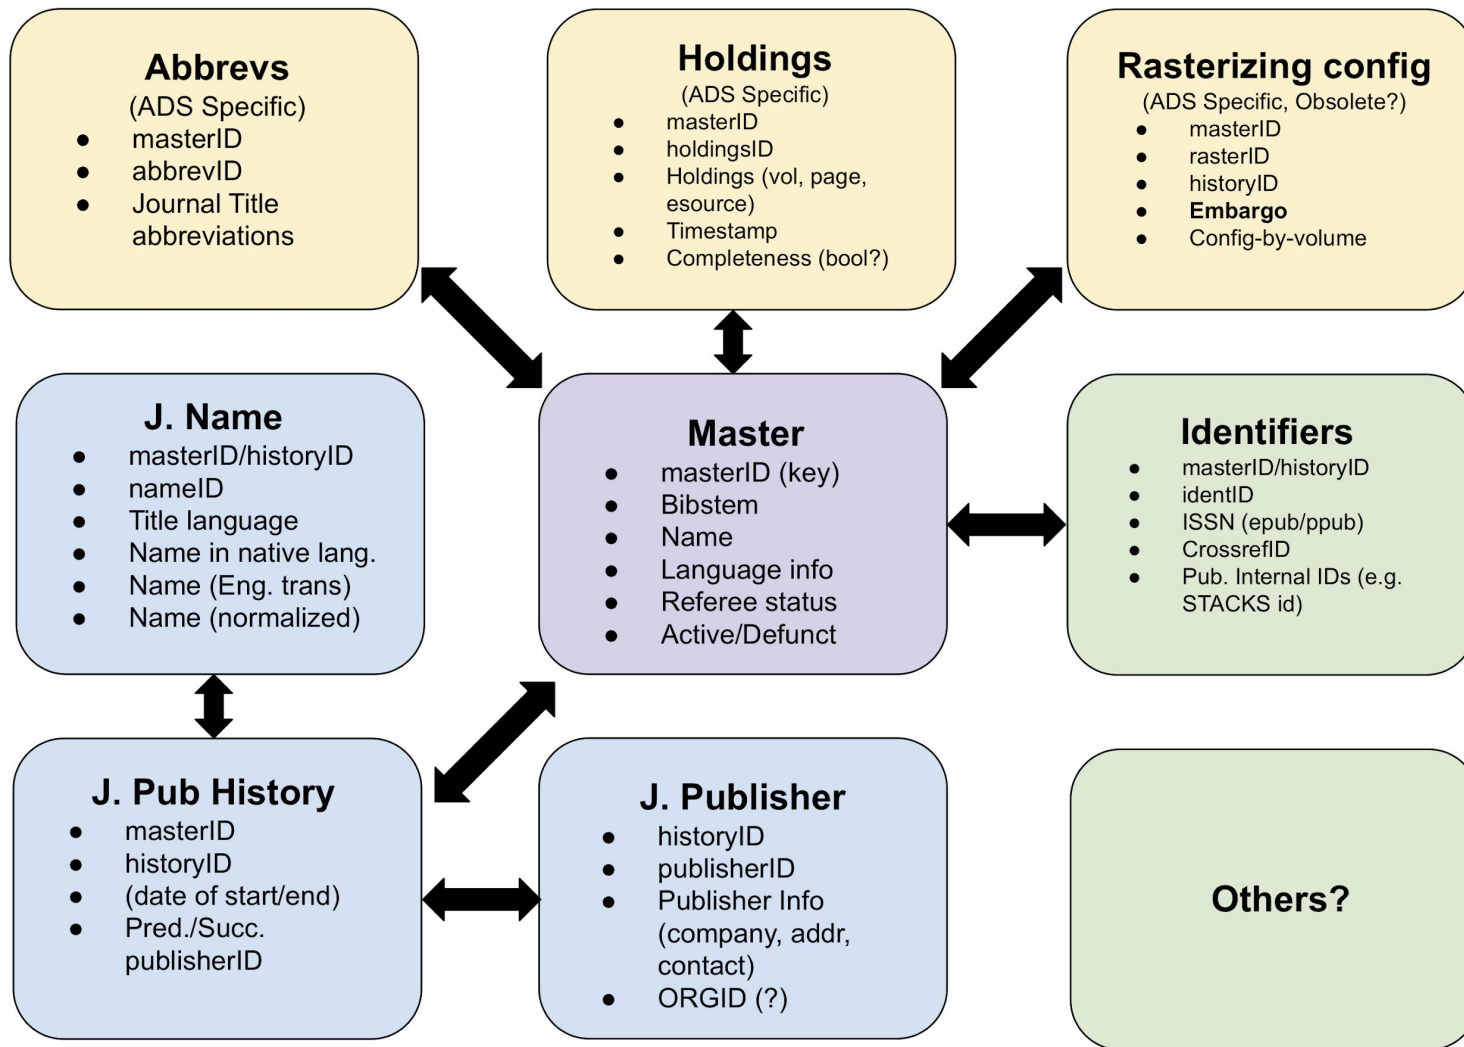 Abbrevs
(ADS Specific)
● masterID
● abbrevID
● Journal Title
abbreviations
Holdings
(ADS Specific)
● masterID
● holdingsID
● Holdings (vol, page,
esource)
● Timestamp
● Completeness (bool?)
Rasterizing config
(ADS Specific, Obsolete?)
● masterID
● rasterID
● historyID
● Embargo
● Config-by-volume
J. Name
● masterID/historyID
● nameID
● Title language
● Name in native lang.
● Name (Eng. trans)
● Name (normalized)
Master
● masterID (key)
● Bibstem
● Name
● Language info
● Referee status
● Active/Defunct
Identifiers
● masterID/historyID
● identID
● ISSN (epub/ppub)
● CrossrefID
● Pub. Internal IDs (e.g.
STACKS id)
J. Pub History
● masterID
● historyID
● (date of start/end)
● Pred./Succ.
publisherID
J. Publisher
● historyID
● publisherID
● Publisher Info
(company, addr,
contact)
● ORGID (?)
Others?